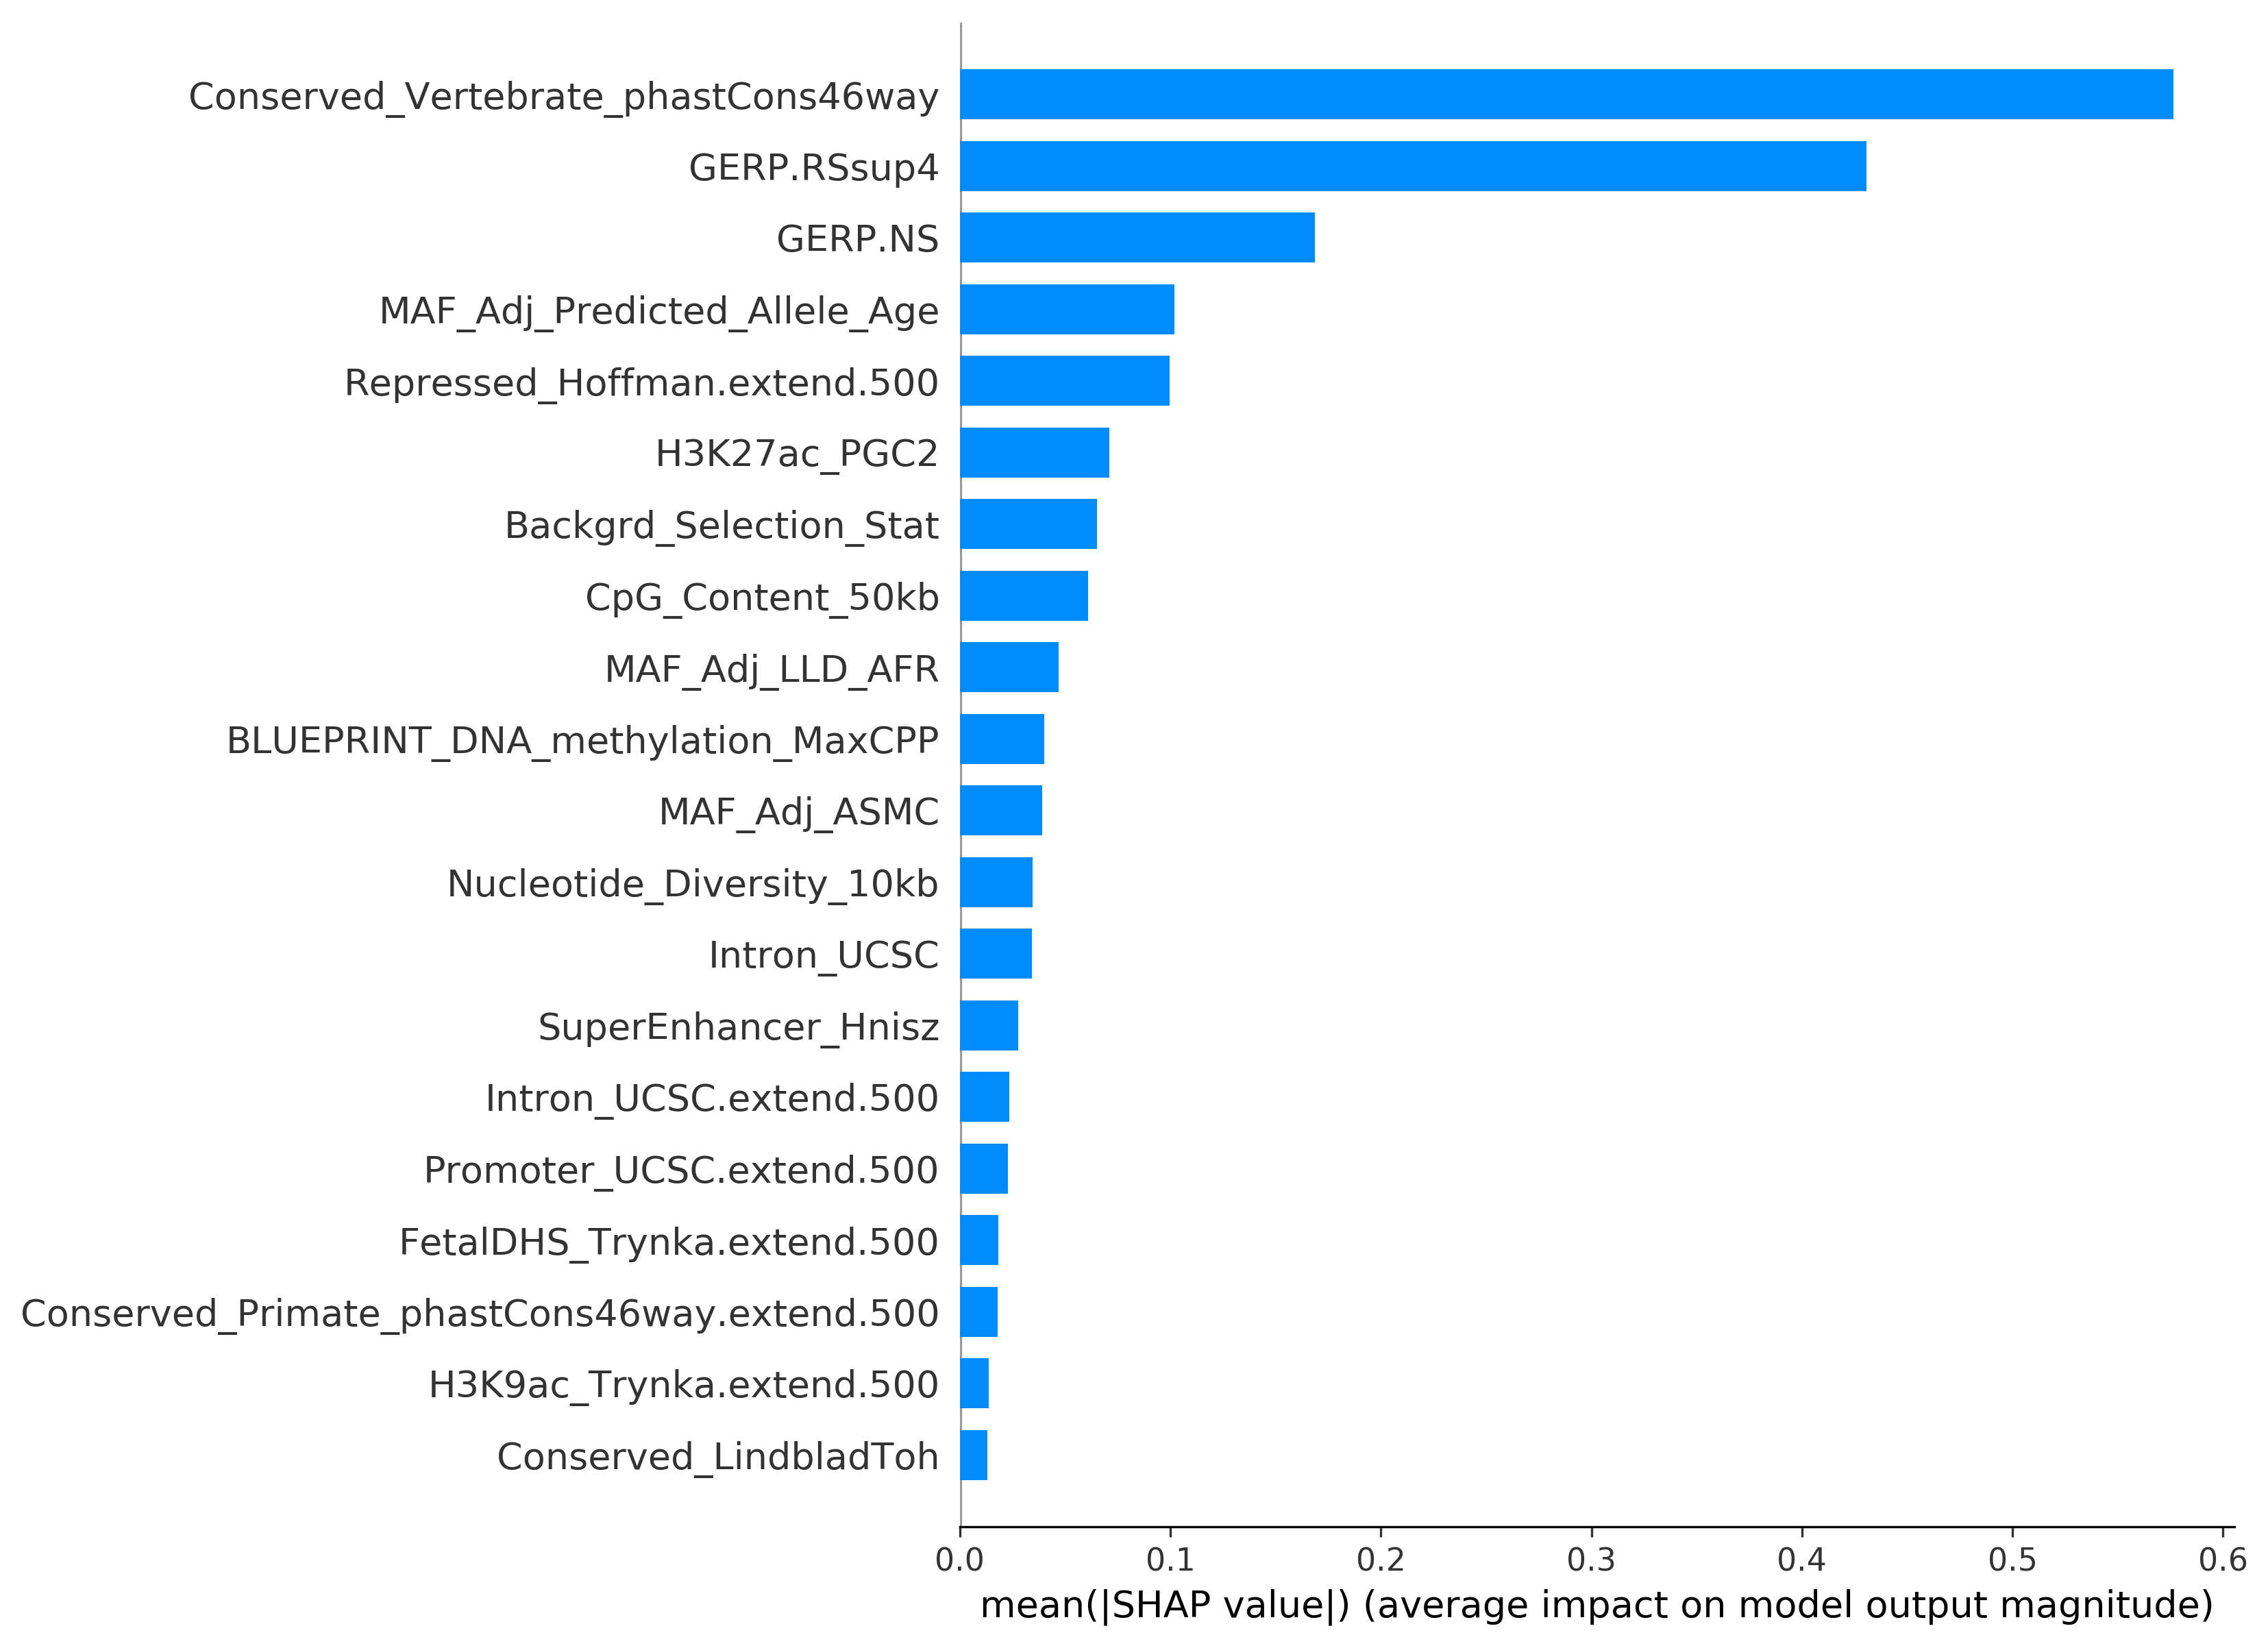 Conserved_Vertebrate_phastCons46way
GERP.RSsup4
GERP.NS
MAF_Adj_Predicted_Allele_Age
Repressed_Hoffman.extend.500
H3K27ac_PGC2
Backgrd_Selection_Stat
CpG_Content_50kb
MAF_Adj_LLD_AFR
BLUEPRINT_DNA_methylation_MaxCPP
MAF_Adj_ASMC
Nucleotide_Diversity_10kb
Intron_UCSC
SuperEnhancer_Hnisz
Intron_UCSC.extend.500
Promoter_UCSC.extend.500
FetalDHS_Trynka.extend.500
Conserved_Primate_phastCons46way.extend.500
H3K9ac_Trynka.extend.500
Conserved_LindbladToh
0.0 0.1 0.2 0.3 0.4 0.5 0.6
mean(|SHAP value|) (average impact on model output magnitude)